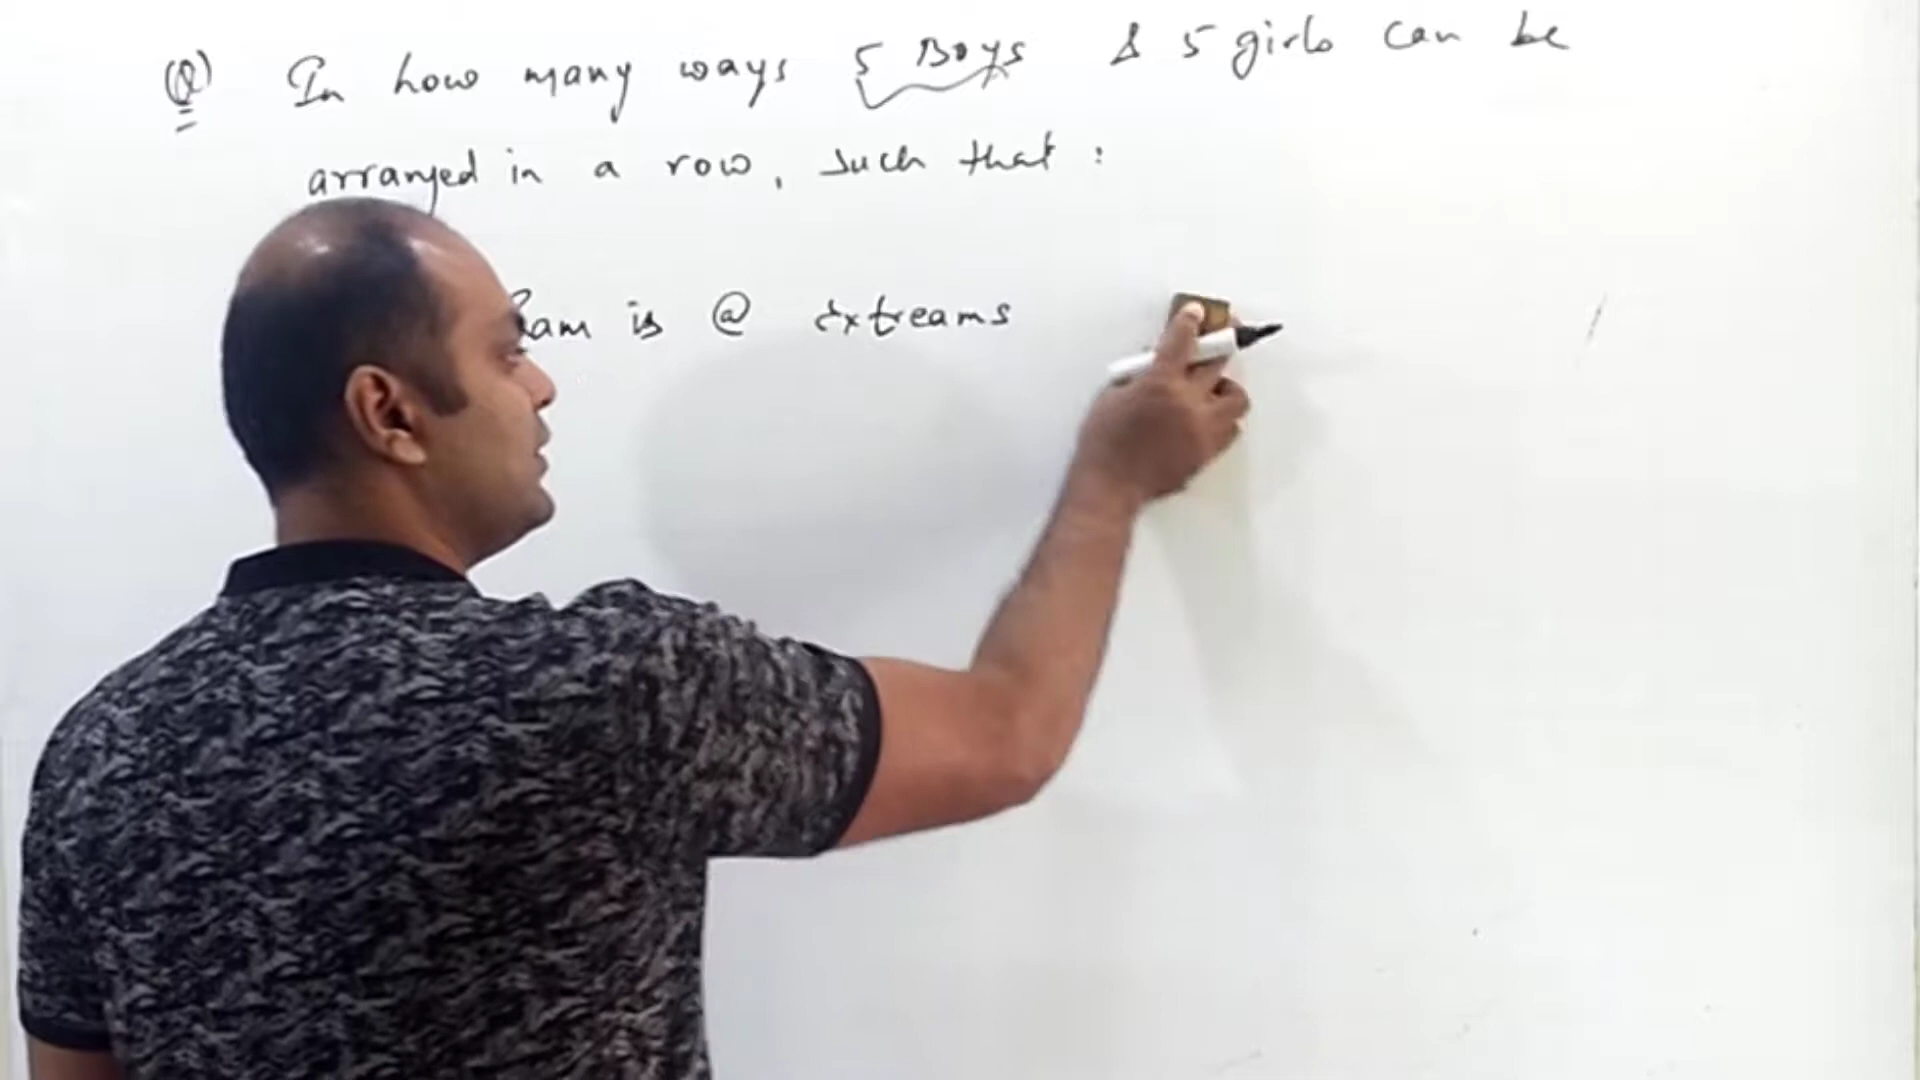 (Q) In how many ways 5 Boys & 5 girls can be
arranged in a row, such that :
Ram is @ extreams